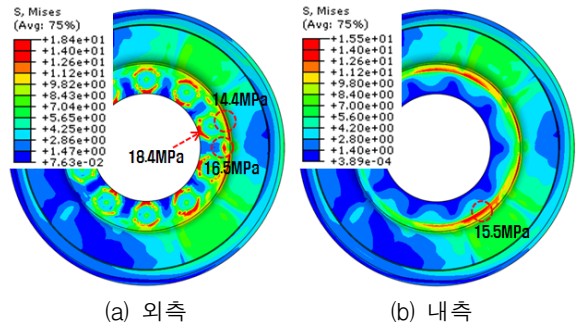 S, Mises
(Avg: 75%)
+1.84e+01
+1.40e+01
+1.26e+01
+1.12e+01
+9.82e+00
+8.43e+00
+7.04e+00
+5.65e+00
+4.25e+00
+2.86e+00
+1.47e+00
+7.63e-02
14.4MPa
18.4MPa
16.5MPa
(a) 외측
S, Mises
(Avg: 75%)
+1.55e+01
+1.40e+01
+1.26e+01
+1.12e+01
+9.80e+00
+8.40e+00
+7.00e+00
+5.60e+00
+4.20e+00
+2.80e+00
+1.40e+00
+3.89e-04
15.5MPa
(b) 내측